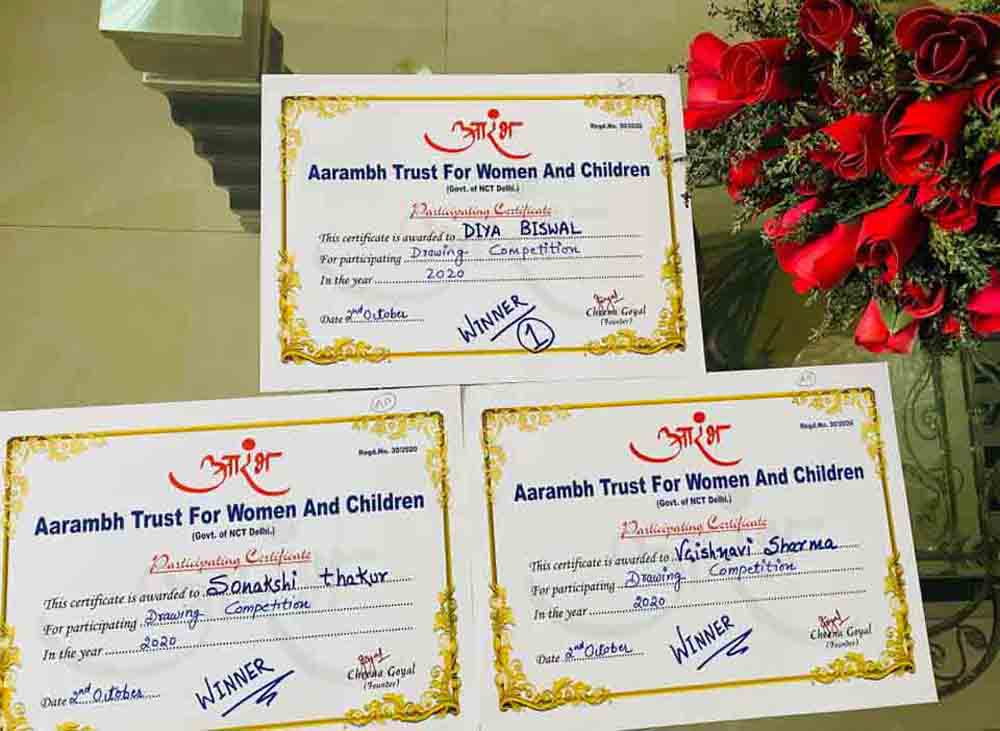 आरंभ
Regd.No. 30/2020
Aarambh Trust For Women And Children
(Govt. of NCT Delhi.)
Participating Certificate
This certificate is awarded to DIYA BISWAL
For participating Drawing Competition
In the year 2020
Date 2nd October
WINNER
1
Goyal
Cheena Goyal
(Founder)
आरंभ
Regd.No. 30/2020
Aarambh Trust For Women And Children
(Govt. of NCT Delhi.)
Participating Certificate
This certificate is awarded to Sonakshi thakur
For participating Drawing Competition
In the year 2020
Date 2nd October
WINNER
Goyal
Cheena Goyal
(Founder)
आरंभ
Regd.No. 30/2020
Aarambh Trust For Women And Children
(Govt. of NCT Delhi.)
Participating Certificate
This certificate is awarded to Vaishnavi Sharma
For participating Drawing Competition
In the year 2020
Date 2nd October
WINNER
Goyal
Cheena Goyal
(Founder)